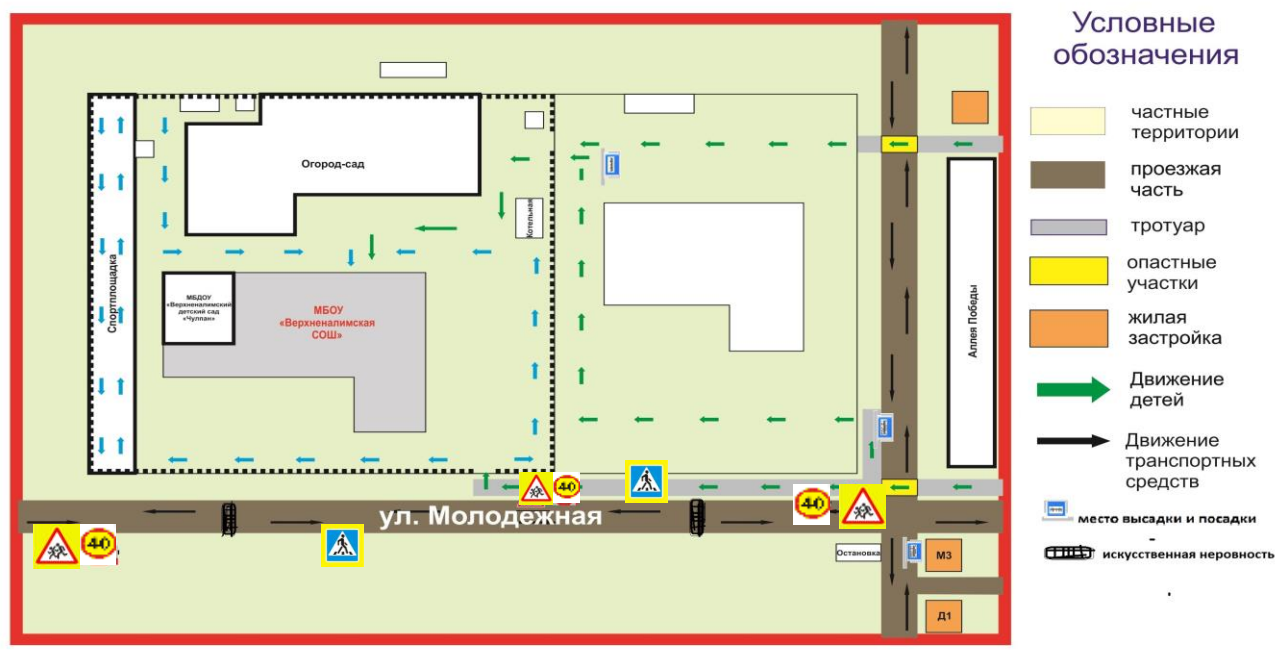 Огород-сад
Котельная
Спортплощадка
МБДОУ
«Верхненалимский
детский сад
«Чулпан»
МБОУ
«Верхненалимская
СОШ»
Аллея Победы
40
40
40
ул. Молодежная
Остановка
М3
Д1
Условные
обозначения
частные
территории
проезжая
часть
тротуар
опастные
участки
жилая
застройка
Движение
детей
Движение
транспортных
средств
место высадки и посадки
искусственная неровность